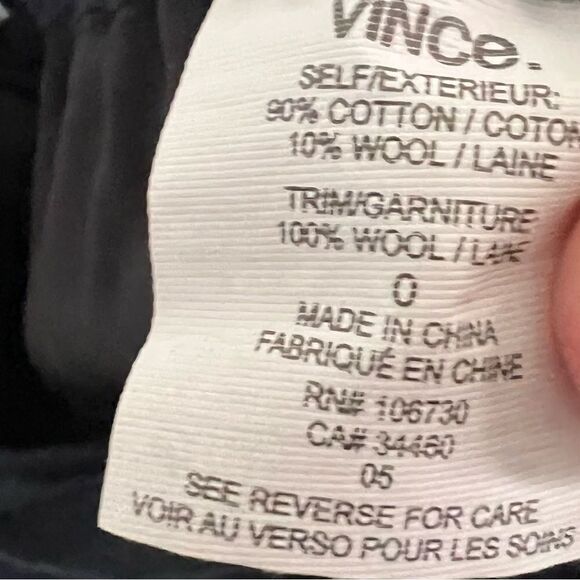 VINCE.
SELF/EXTERIEUR:
90% COTTON / COTON
10% WOOL / LAINE
TRIM/GARNITURE
100% WOOL / LAINE
0
MADE IN CHINA
FABRIQUÉ EN CHINE
RN# 106730
CA# 34460
05
SEE REVERSE FOR CARE
VOIR AU VERSO POUR LES SOINS